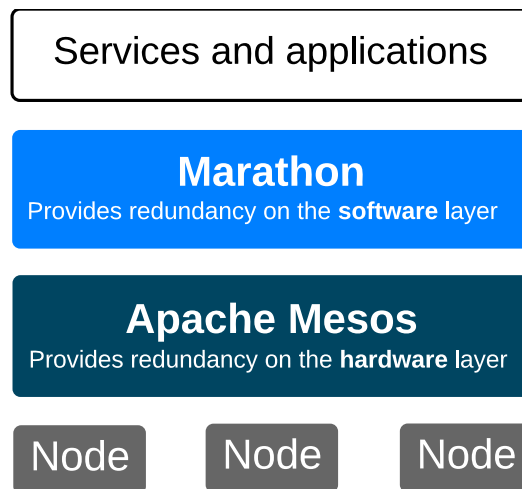 Services and applications
Marathon
Provides redundancy on the software layer
Apache Mesos
Provides redundancy on the hardware layer
Node Node Node